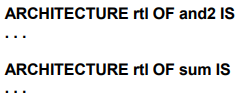 ARCHITECTURE rtl OF and2 IS
. . .
ARCHITECTURE rtl OF sum IS
. . .